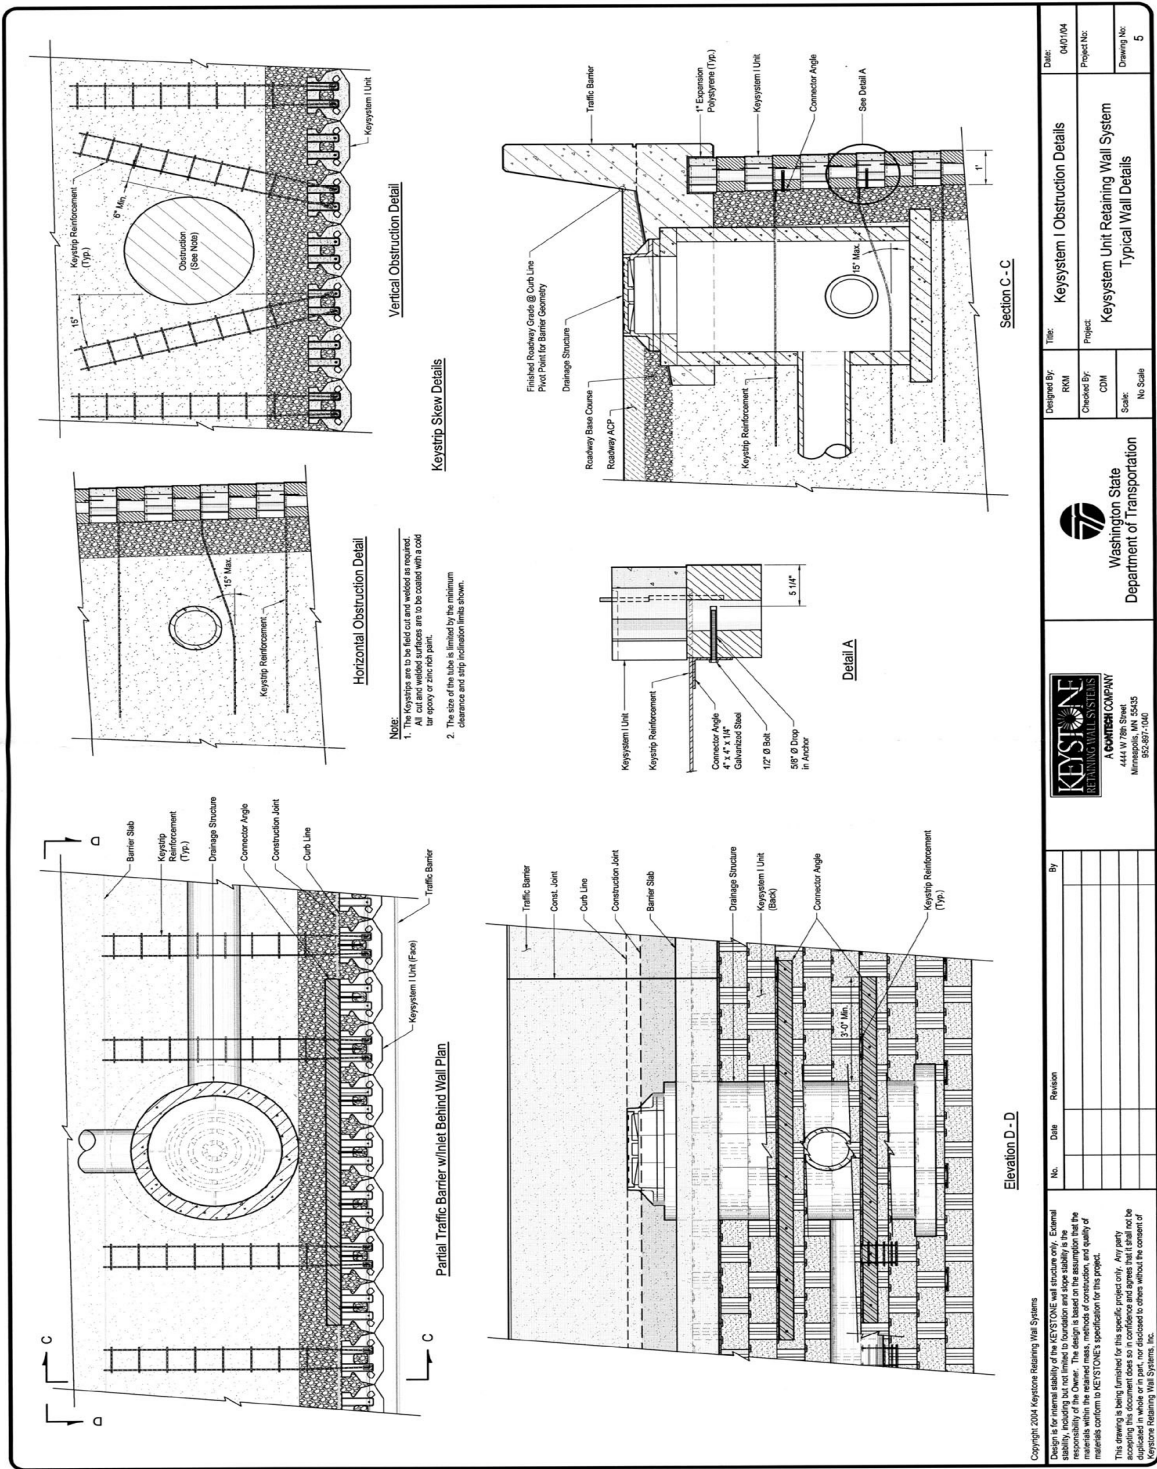 Barrier Slab
Keystrip
Reinforcement
(Typ.)
Drainage Structure
Connector Angle
Construction Joint
Curb Line
Traffic Barrier
Keysystem I Unit (Face)
C
C
D
D
Partial Traffic Barrier w/Inlet Behind Wall Plan
15° Max.
Keystrip Reinforcement
Horizontal Obstruction Detail
Note:
1. The Keystrips are to be field cut and welded as required.
All cut and welded surfaces are to be coated with a cold
tar epoxy or zinc rich paint.
2. The size of the tube is limited by the minimum
clearance and strip inclination limits shown.
Keystrip Reinforcement
(Typ.)
6" Min.
15°
Obstruction
(See Note)
Keysystem I Unit
Vertical Obstruction Detail
Keystrip Skew Details
Traffic Barrier
Const. Joint
Curb Line
Construction Joint
Barrier Slab
Drainage Structure
Keysystem I Unit
(Back)
Connector Angle
3'-0" Min.
Keystrip Reinforcement
(Typ.)
Elevation D - D
Keysystem I Unit
Keystrip Reinforcement
Connector Angle
4" x 4" x 1/4"
Galvanized Steel
1/2" Ø Bolt
5/8" Ø Drop
in Anchor
5 1/4"
Detail A
Finished Roadway Grade @ Curb Line
Pivot Point for Barrier Geometry
Drainage Structure
Roadway Base Course
Roadway ACP
Keystrip Reinforcement
Traffic Barrier
1" Expansion
Polystyrene (Typ.)
Keysystem I Unit
Connector Angle
See Detail A
15° Max.
1"
Section C - C
Copyright 2004 Keystone Retaining Wall Systems
Design is for internal stability of the KEYSTONE wall structure only. External
stability, including but not limited to foundation and slope stability is the
responsibility of the Owner. The design is based on the assumption that the
materials within the retained mass, methods of construction, and quality of
materials conform to KEYSTONE's specification for this project.
This drawing is being furnished for this specific project only. Any party
accepting this document does so in confidence and agrees that it shall not be
duplicated in whole or in part, nor disclosed to others without the consent of
Keystone Retaining Wall Systems, Inc.
No. Date Revision By
KEYSTONE
RETAINING WALL SYSTEMS
A CONTECH COMPANY
4444 W 78th Street
Minneapolis, MN 55435
952-897-1040
Washington State
Department of Transportation
Designed By:
RKM
Checked By:
CDM
Scale:
No Scale
Title:
Keysystem I Obstruction Details
Project:
Keysystem Unit Retaining Wall System
Typical Wall Details
Date:
04/01/04
Project No:
Drawing No:
5